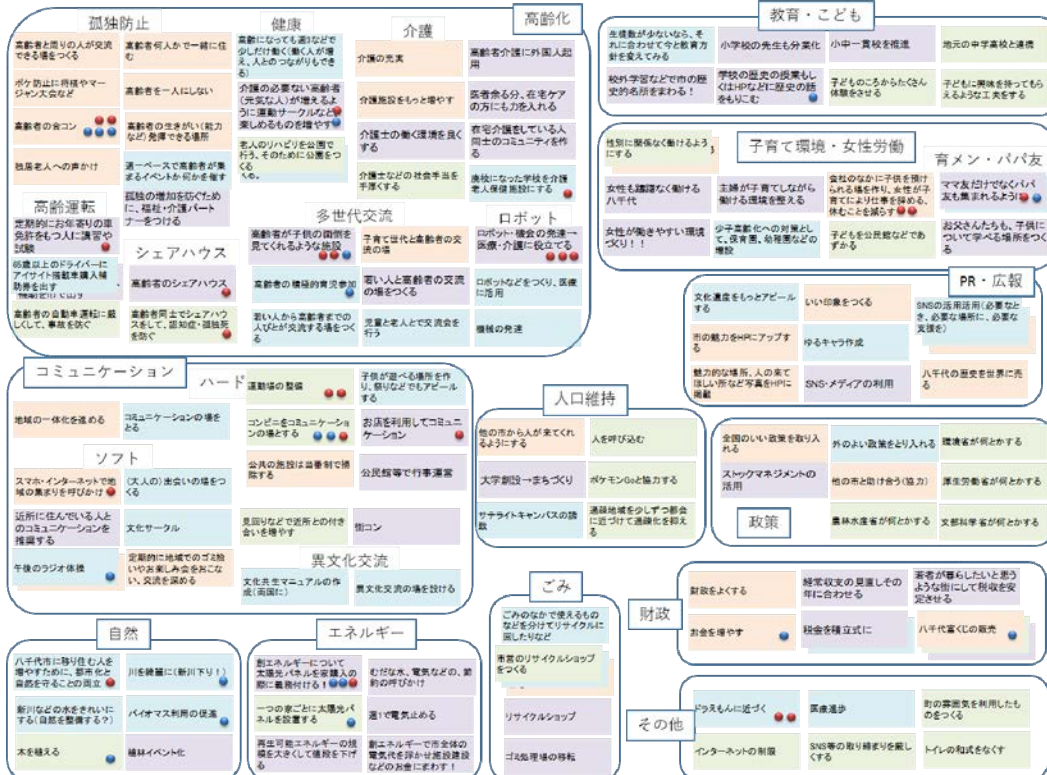 高齢化
孤独防止
高齢者と周りの人が交流
できる場をつくる
高齢者何人かで一緒に住
む
ボケ防止に将棋やマー
ジャン大会など
高齢者を一人にしない
高齢者の合コン
高齢者の生きがい(能力
など)発揮できる場所
独居老人への声かけ
週一ペースで高齢者が集
まるイベントか何かを催す
孤独の増加を防ぐため
に、福祉・介護パート
ナーをつける
健康
高齢になっても週3などで
少しだけ働く(働く人が増
え、人とのつながりもでき
る)
介護の必要ない高齢者
(元気な人)が増えるよ
うに運動サークルなど
楽しめるものを増やす
老人のリハビリを公園で
行う、そのために公園をつ
くる
介護
介護の充実
高齢者介護に外国人起
用
介護施設をもっと増やす
医者余る分、在宅ケア
の方にも力を入れる
介護士の働く環境を良く
する
在宅介護をしている人
同士のコミュニティを作る
介護士などの社会手当を
手厚くする
廃校になった学校を介護
老人保健施設にする
高齢運転
定期的にお年寄りの車
免許をもつ人に講習や
試験
65歳以上のドライバーに
アイサイト搭載車購入補
助券を出す
高齢者の自動車運転に厳
しくして、事故を防ぐ
シェアハウス
高齢者のシェアハウス
高齢者同士でシェアハウ
スをして、認知症・孤独死
を防ぐ
多世代交流
高齢者が子供の面倒を
見てくれるような施設
子育て世代と高齢者の交
流の場
高齢者の積極的育児参加
若い人と高齢者の交流
の場をつくる
若い人から高齢者までの
人びとが交流する場をつく
る
児童と老人とで交流会を
行う
ロボット
ロボット・機会の発達→
医療・介護に役立てる
ロボットなどをつくり、医療
に活用
機械の発達
教育・こども
生徒数が少ないなら、そ
れに合わせて今と教育方
針を変えてみる
小学校の先生も分業化
小中一貫校を推進
地元の中学高校と連携
校外学習などで市の歴
史的名所をまわる!
学校の歴史の授業もし
くはHPなどに歴史の話
をもりこむ
子どものころからたくさん
体験をさせる
子どもに興味を持ってもら
えるような工夫をする
子育て環境・女性労働
性別に関係なく働けるよう
にする
女性も躊躇なく働ける
八千代
主婦が子育てしながら
働ける環境を整える
会社のなかに子供を預け
られる場を作り、女性が子
育てにより仕事を辞める、
休むことを減らす
女性が働きやすい環境
づくり!!
少子高齢化への対策とし
て、保育園、幼稚園などの
増設
子どもを公民館などであ
ずかる
育メン・パパ友
ママ友だけでなくパパ
友も集まれるように
お父さんたちも、子供に
ついて学べる場所をつく
る
PR・広報
文化遺産をもっとアピール
する
いい印象をつくる
SNSの活用活用(必要なと
き、必要な場所に、必要な
支援を)
市の魅力をHPにアップす
る
ゆるキャラ作成
魅力的な場所、人の来て
ほしい所など写真をHPに
掲載
SNS・メディアの利用
八千代の歴史を世界に売
る
コミュニケーション
地域の一体化を進める
コミュニケーションの場を
とる
ハード
運動場の整備
子供が遊べる場所を作
り、祭りなどでもアピール
する
コンビニをコミュニケーショ
ンの場とする
お店を利用してコミュニ
ケーション
公共の施設は当番制で掃
除する
公民館等で行事運営
ソフト
スマホ・インターネットで地
域の集まりを呼びかけ
(大人の)出会いの場をつ
くる
近所に住んでいる人と
のコミュニケーションを
推奨する
文化サークル
見回りなどで近所との付き
合いを増やす
街コン
午後のラジオ体操
定期的に地域でのゴミ拾
いやお楽しみ会をおこな
い、交流を深める
異文化交流
文化共生マニュアルの作
成(両国に)
異文化交流の場を設ける
人口維持
他の市から人が来てくれ
るようにする
人を呼び込む
大学創設→まちづくり
ポケモンGoと協力する
サテライトキャンパスの誘
致
過疎地域を少しずつ都会
に近づけて過疎化を抑え
る
政策
全国のいい政策を取り入
れる
外のよい政策をとり入れる
環境省が何とかする
ストックマネジメントの
活用
他の市と助け合う(協力)
厚生労働省が何とかする
農林水産省が何とかする
文部科学省が何とかする
自然
八千代市に移り住む人を
増やすために、都市化と
自然を守ることの両立
川を綺麗に(新川下り!)
新川などの水をきれいに
する(自然を整備する?)
バイオマス利用の促進
木を植える
植林イベント化
エネルギー
創エネルギーについて
太陽光パネルを家購入の
際に義務付ける!
むだな水、電気などの、節
約の呼びかけ
一つの家ごとに太陽光パ
ネルを設置する
週1で電気止める
再生可能エネルギーの規
模を大きくして値段を下げ
る
創エネルギーで市全体の
電気代を浮かせ施設建設
などのお金にまわす!
ごみ
ごみのなかで使えるもの
などを分けてリサイクルに
回したりなど
市営のリサイクルショップ
をつくる
リサイクルショップ
ゴミ処理場の移転
財政
財政をよくする
経常収支の見直しその
年に合わせる
若者が暮らしたいと思う
ような街にして税収を安
定させる
お金を増やす
税金を積立式に
八千代富くじの販売
その他
ドラえもんに近づく
医療進歩
町の雰囲気を利用したも
のをつくる
インターネットの制限
SNS等の取り締まりを厳し
くする
トイレの和式をなくす